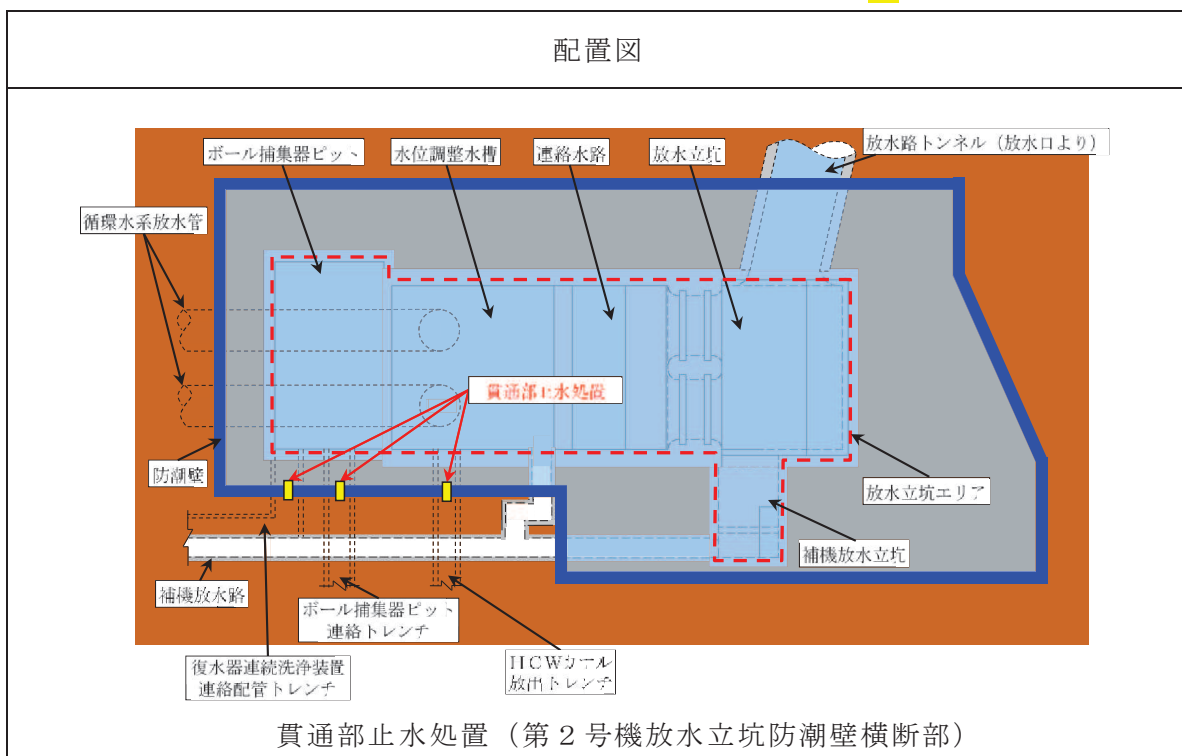 配置図
ボール捕集器ピット
水位調整水槽
連絡水路
放水立坑
放水路トンネル（放水口より）
循環水系放水管
貫通部止水処置
防潮壁
放水立坑エリア
補機放水立坑
補機放水路
ボール捕集器ピット
連絡トレンチ
復水器連続洗浄装置
連絡配管トレンチ
放出トレンチ
貫通部止水処置（第２号機放水立坑防潮壁横断部）